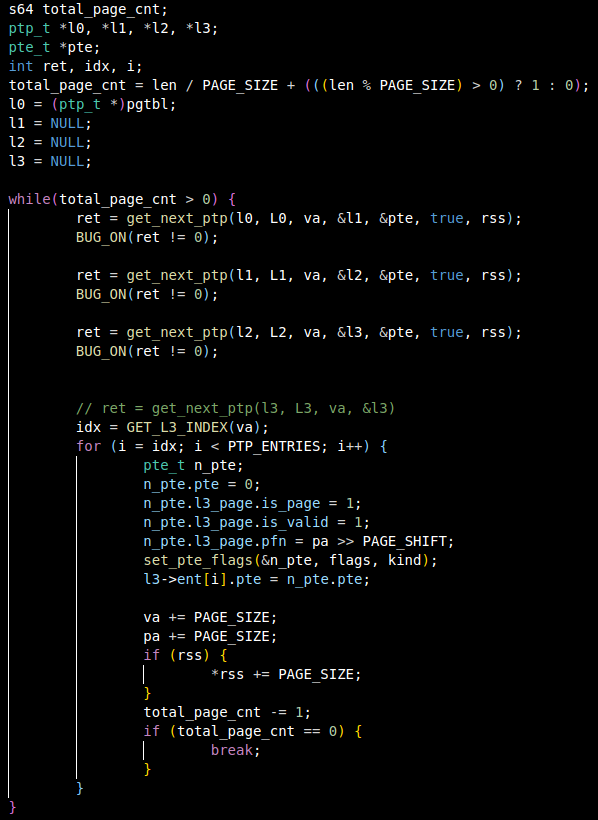 s64 total_page_cnt;
ptp_t *l0, *l1, *l2, *l3;
pte_t *pte;
int ret, idx, i;
total_page_cnt = len / PAGE_SIZE + (((len % PAGE_SIZE) > 0) ? 1 : 0);
l0 = (ptp_t *)pgtbl;
l1 = NULL;
l2 = NULL;
l3 = NULL;

while(total_page_cnt > 0) {
        ret = get_next_ptp(l0, L0, va, &l1, &pte, true, rss);
        BUG_ON(ret != 0);

        ret = get_next_ptp(l1, L1, va, &l2, &pte, true, rss);
        BUG_ON(ret != 0);

        ret = get_next_ptp(l2, L2, va, &l3, &pte, true, rss);
        BUG_ON(ret != 0);


        // ret = get_next_ptp(l3, L3, va, &l3)
        idx = GET_L3_INDEX(va);
        for (i = idx; i < PTP_ENTRIES; i++) {
                pte_t n_pte;
                n_pte.pte = 0;
                n_pte.l3_page.is_page = 1;
                n_pte.l3_page.is_valid = 1;
                n_pte.l3_page.pfn = pa >> PAGE_SHIFT;
                set_pte_flags(&n_pte, flags, kind);
                l3->ent[i].pte = n_pte.pte;

                va += PAGE_SIZE;
                pa += PAGE_SIZE;
                if (rss) {
                        *rss += PAGE_SIZE;
                }
                total_page_cnt -= 1;
                if (total_page_cnt == 0) {
                        break;
                }
        }
}